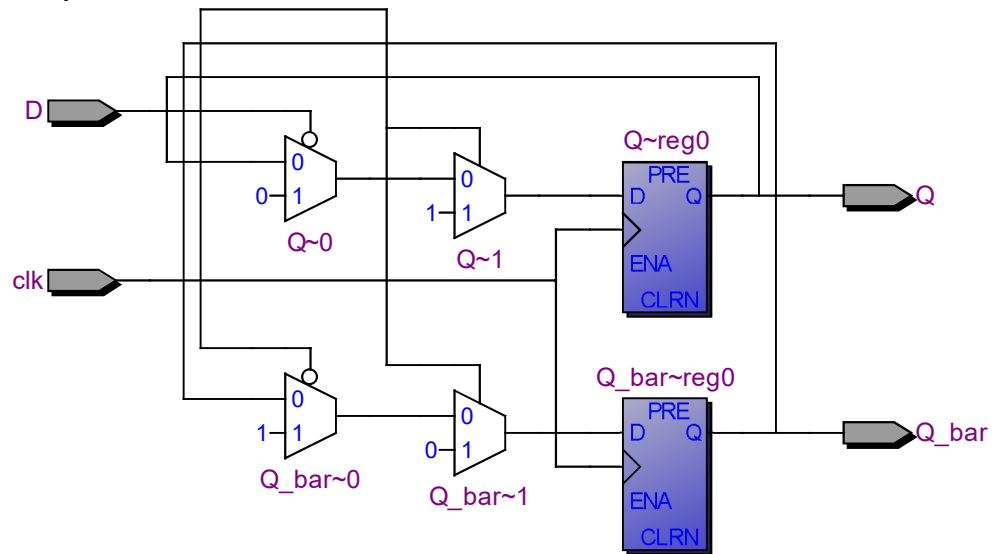 D
0
0 1
Q~0
0
1 1
Q~1
Q~reg0
PRE
D Q
ENA
CLRN
Q
clk
0
1 1
Q_bar~0
0
0 1
Q_bar~1
Q_bar~reg0
PRE
D Q
ENA
CLRN
Q_bar